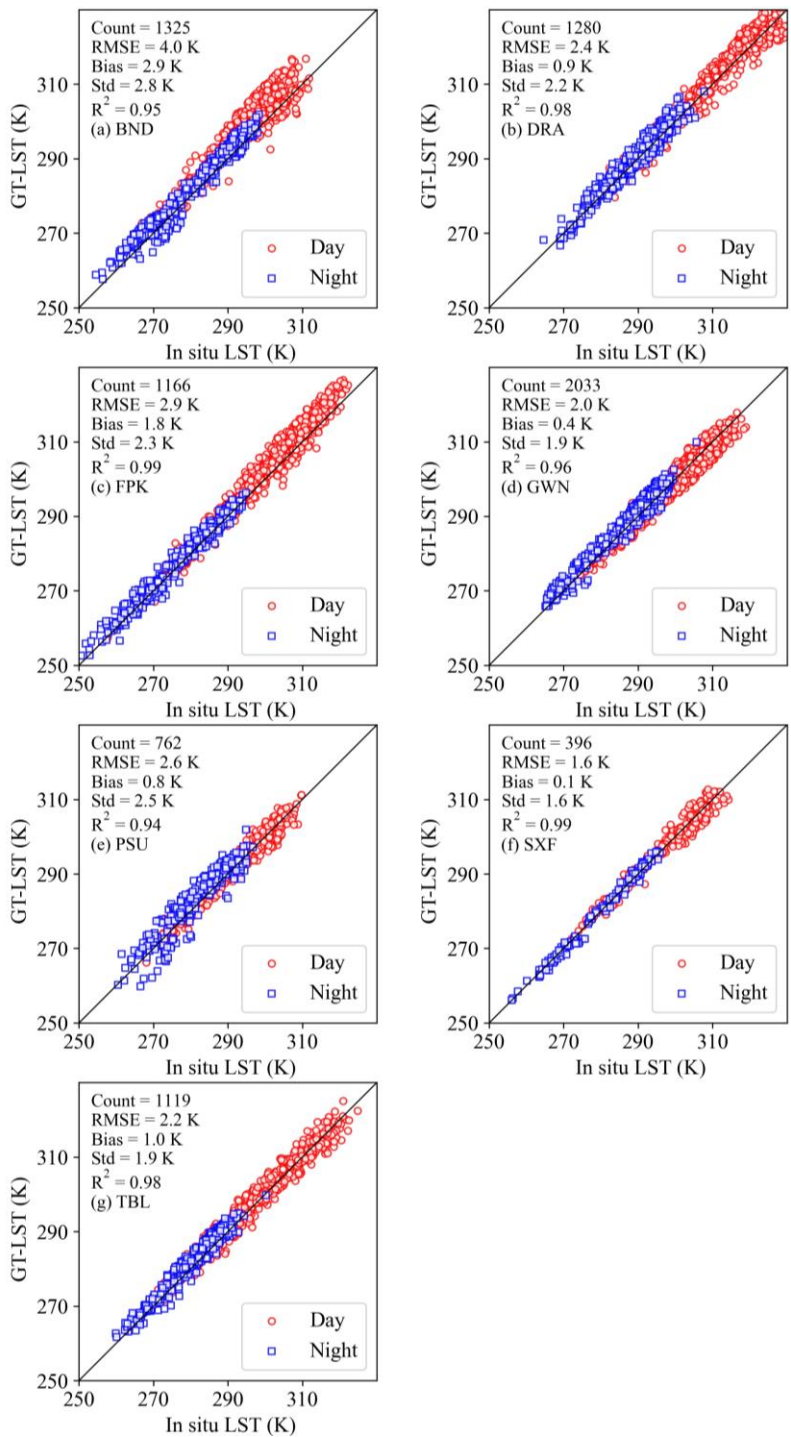 Count = 1325
RMSE = 4.0 K
Bias = 2.9 K
Std = 2.8 K
R² = 0.95
(a) BND
GT-LST (K)
310
290
270
250
Day
Night
250 270 290 310
In situ LST (K)
Count = 1280
RMSE = 2.4 K
Bias = 0.9 K
Std = 2.2 K
R² = 0.98
(b) DRA
GT-LST (K)
310
290
270
250
Day
Night
250 270 290 310
In situ LST (K)
Count = 1166
RMSE = 2.9 K
Bias = 1.8 K
Std = 2.3 K
R² = 0.99
(c) FPK
GT-LST (K)
310
290
270
250
Day
Night
250 270 290 310
In situ LST (K)
Count = 2033
RMSE = 2.0 K
Bias = 0.4 K
Std = 1.9 K
R² = 0.96
(d) GWN
GT-LST (K)
310
290
270
250
Day
Night
250 270 290 310
In situ LST (K)
Count = 762
RMSE = 2.6 K
Bias = 0.8 K
Std = 2.5 K
R² = 0.94
(e) PSU
GT-LST (K)
310
290
270
250
Day
Night
250 270 290 310
In situ LST (K)
Count = 396
RMSE = 1.6 K
Bias = 0.1 K
Std = 1.6 K
R² = 0.99
(f) SXF
GT-LST (K)
310
290
270
250
Day
Night
250 270 290 310
In situ LST (K)
Count = 1119
RMSE = 2.2 K
Bias = 1.0 K
Std = 1.9 K
R² = 0.98
(g) TBL
GT-LST (K)
310
290
270
250
Day
Night
250 270 290 310
In situ LST (K)